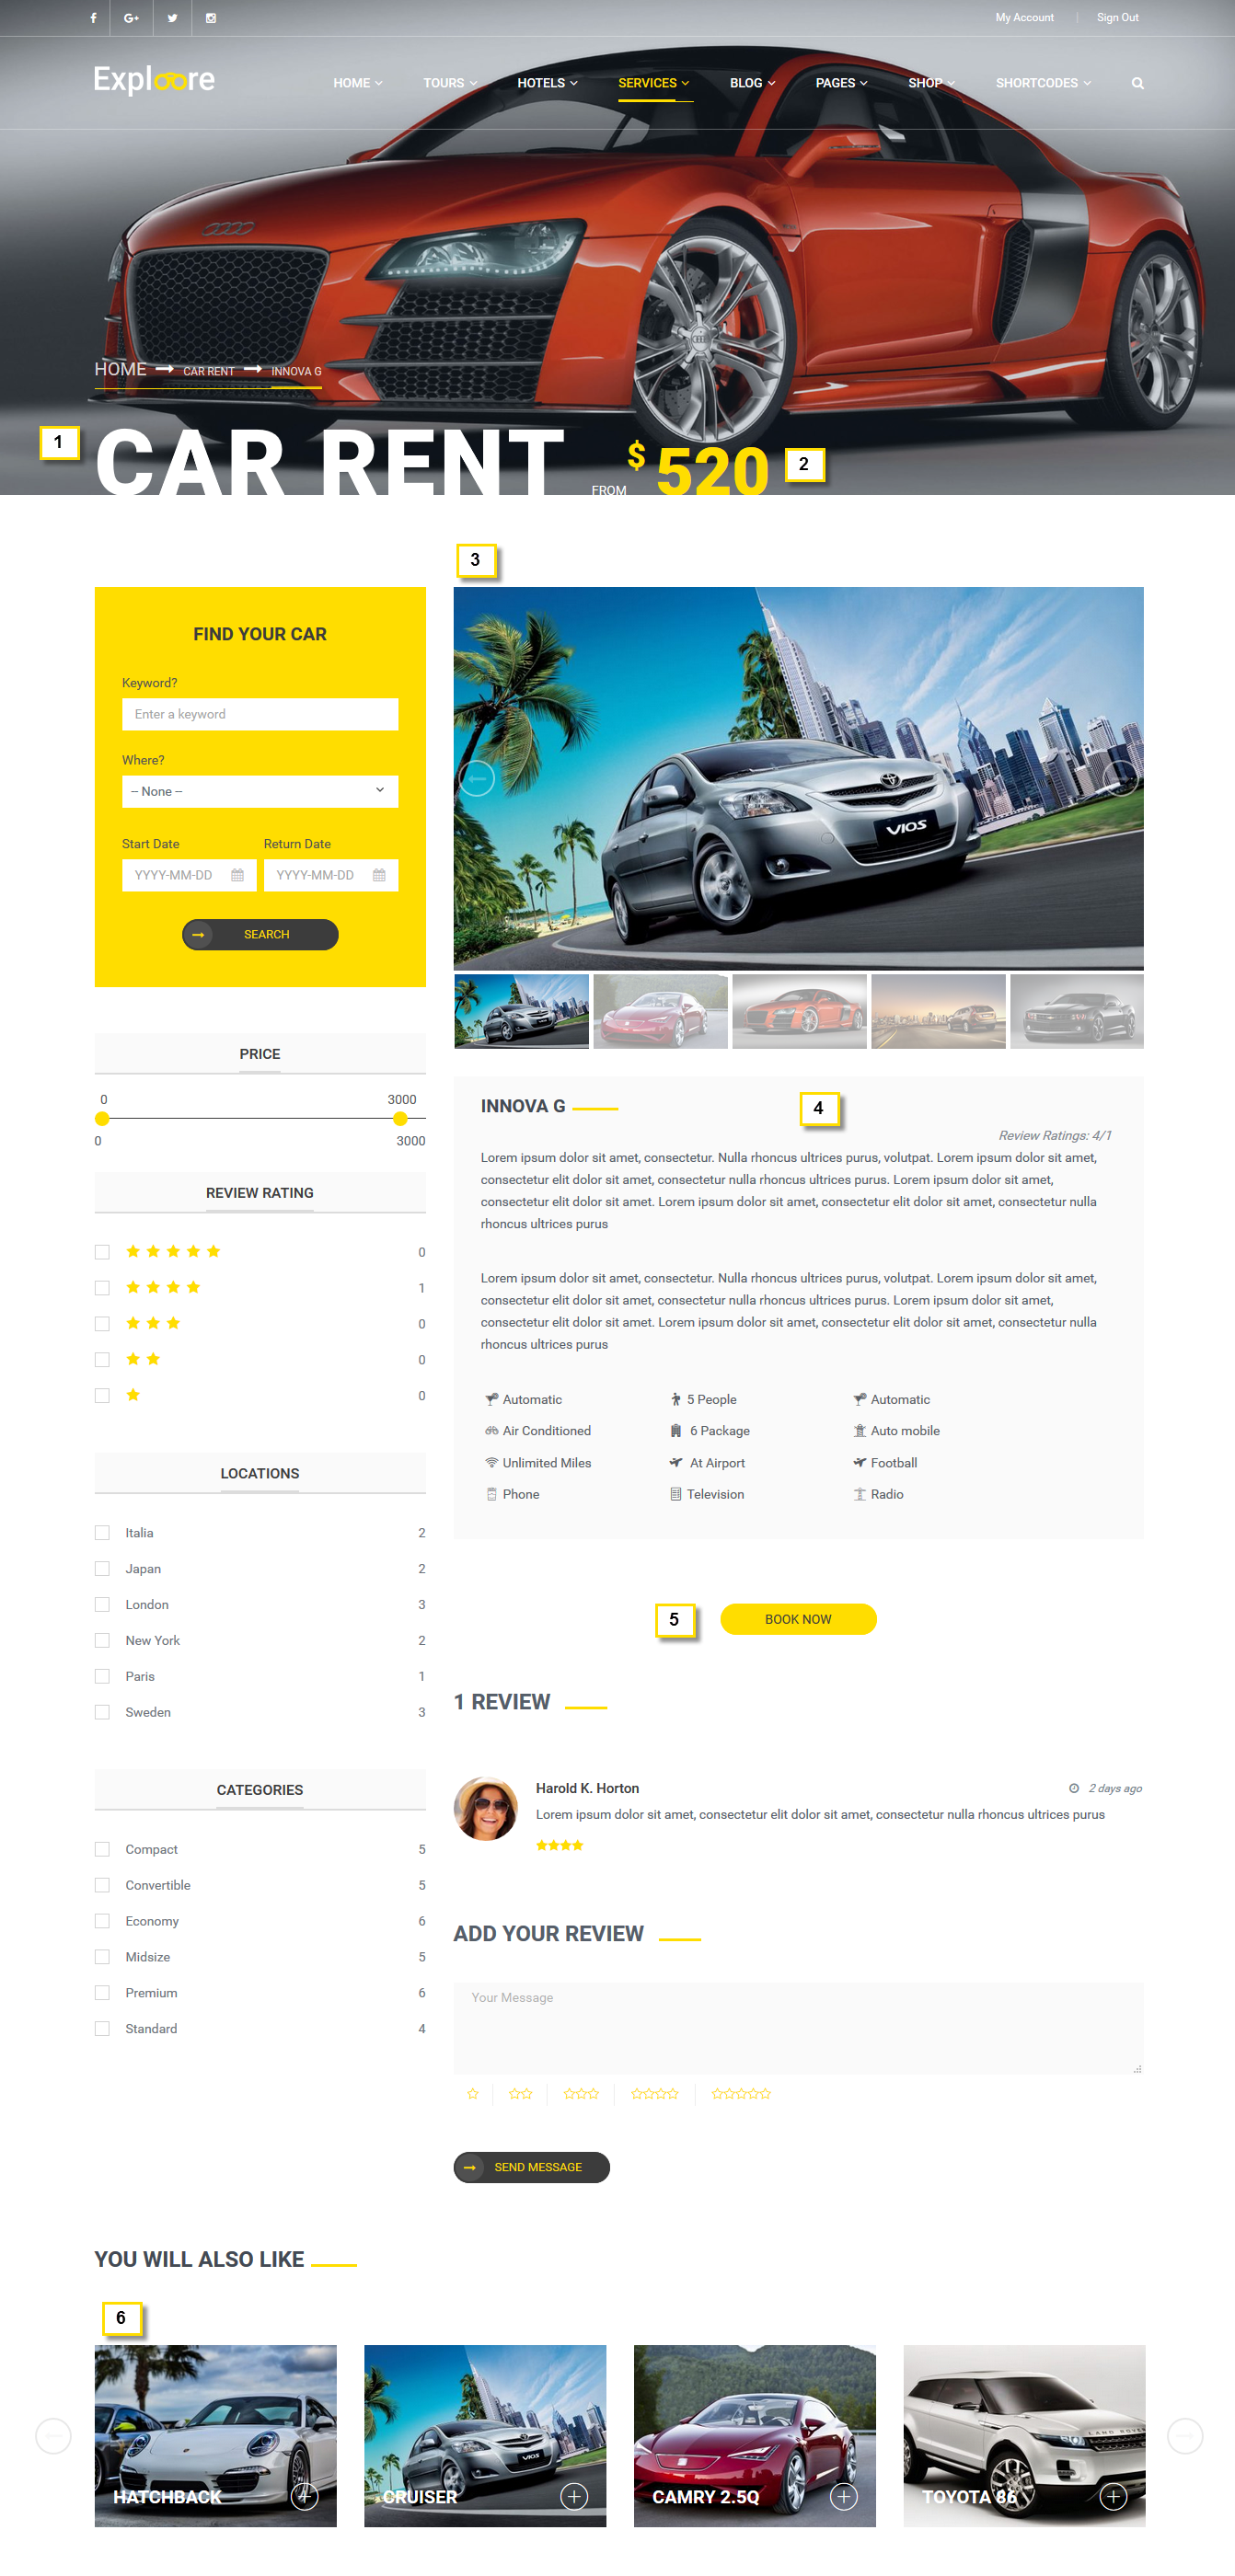 My Account | Sign Out
Exploore
HOME TOURS HOTELS SERVICES BLOG PAGES SHOP SHORTCODES
HOME → CAR RENT → INNOVA G
1
CAR RENT
FROM $ 520
2
3
FIND YOUR CAR
Keyword?
Enter a keyword
Where?
-- None --
Start Date Return Date
YYYY-MM-DD YYYY-MM-DD
SEARCH
PRICE
0 3000
0 3000
REVIEW RATING
0
1
0
0
0
LOCATIONS
Italia 2
Japan 2
London 3
New York 2
Paris 1
Sweden 3
CATEGORIES
Compact 5
Convertible 5
Economy 6
Midsize 5
Premium 6
Standard 4
VIOS
INNOVA G
4
Review Ratings: 4/1
Lorem ipsum dolor sit amet, consectetur. Nulla rhoncus ultrices purus, volutpat. Lorem ipsum dolor sit amet,
consectetur elit dolor sit amet, consectetur nulla rhoncus ultrices purus. Lorem ipsum dolor sit amet,
consectetur elit dolor sit amet. Lorem ipsum dolor sit amet, consectetur elit dolor sit amet, consectetur nulla
rhoncus ultrices purus
Lorem ipsum dolor sit amet, consectetur. Nulla rhoncus ultrices purus, volutpat. Lorem ipsum dolor sit amet,
consectetur elit dolor sit amet, consectetur nulla rhoncus ultrices purus. Lorem ipsum dolor sit amet,
consectetur elit dolor sit amet. Lorem ipsum dolor sit amet, consectetur elit dolor sit amet, consectetur nulla
rhoncus ultrices purus
Automatic 5 People Automatic
Air Conditioned 6 Package Auto mobile
Unlimited Miles At Airport Football
Phone Television Radio
5
BOOK NOW
1 REVIEW
Harold K. Horton 2 days ago
Lorem ipsum dolor sit amet, consectetur elit dolor sit amet, consectetur nulla rhoncus ultrices purus
ADD YOUR REVIEW
Your Message
SEND MESSAGE
YOU WILL ALSO LIKE
6
VIOS
LAND ROVER
HATCHBACK CRUISER CAMRY 2.5Q TOYOTA 86